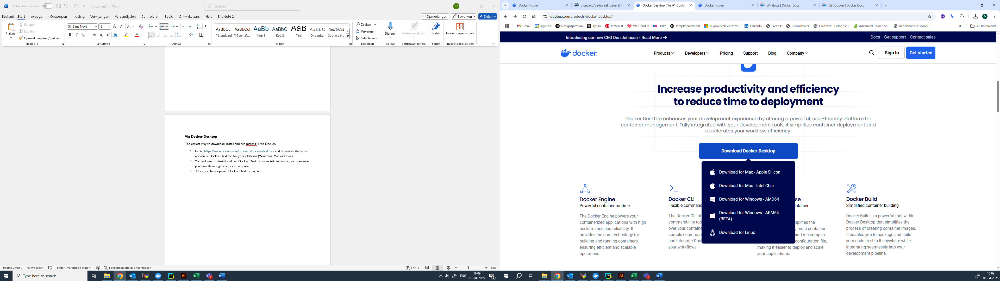 Automatisch opslaan
Document1 - Word
Zoeken
DZ
Bestand Start Invoegen Ontwerpen Indeling Verwijzingen Verzendlijsten Controleren Beeld Ontwikkelaars Help EndNote 21
Opmerkingen Bewerken Delen
Plakken
Knippen
Kopiëren
Opmaak kopiëren/plakken
Klembord
Gill Sans Nova 12
Lettertype
Alinea
AaBbCcI AaBbCcI AaBb AaBbC AaB AaBbC AaBbCcI
¶ Standaard ¶ Geen afs... Kop 1 Kop 2 Titel Ondertitel Subtiele b...
Stijlen
Zoeken
Vervangen
Selecteren
Bewerken
Dicteren
Spraak
Vertrouwelijkheid
Vertrouwelijkheid
Editor
Editor
Invoegtoepassingen
Invoegtoepassingen
Via Docker Desktop
The easiest way to download, install and run matchY is via Docker.
1. Go to https://www.docker.com/products/docker-desktop/ and download the latest
version of Docker Desktop for your platform (Windows, Mac or Linux).
2. You will need to install and run Docker Desktop as an Administrator, so make sure
you have those rights on your computer.
3. Once you have opened Docker Desktop, go to
Pagina 2 van 2 69 woorden Engels (Verenigde Staten) Toegankelijkheid: onderzoeken
Focus 80%
Type here to search
ENG
16:09
01-04-2025
Docker Home
dionzand/pedigreelr general | D
Docker Desktop: The #1 Contai
Docker Home
Windows | Docker Docs
Get Docker | Docker Docs
docker.com/products/docker-desktop/
Gmail Agenda Designspiration Typ.io Pinterest We Heart It Flickr templatemaker.nl mijnwerkplek.erasm... LinkedIn Freepik Colourlovers Colorizer - Color pic... Advanced Color The... Kennisbank misconc... All Bookmarks
Introducing our new CEO Don Johnson - Read More →
Docs Get support Contact sales
docker
Products Developers Pricing Support Blog Company
Sign In
Get started
Increase productivity and efficiency
to reduce time to deployment
Docker Desktop enhances your development experience by offering a powerful, user-friendly platform for
container management. Fully integrated with your development tools, it simplifies container deployment and
accelerates your workflow efficiency.
Download Docker Desktop
Download for Mac - Apple Silicon
Download for Mac - Intel Chip
Download for Windows - AMD64
Download for Windows - ARM64
(BETA)
Download for Linux
Docker Engine
Powerful container runtime
The Docker Engine powers your
containerized applications with high
performance and reliability. It
provides the core technology for
building and running containers,
ensuring efficient and scalable
operations.
Docker CLI
Flexible comman
The Docker CLI of
command-line too
over your containe
complex comman
and integrate Doc
your workflows.
se
ntainer
nplifies the
g multi-container
and run complex
configuration file,
making it easier to deploy and scale
your applications.
Docker Build
Simplified container building
Docker Build is a powerful tool within
Docker Desktop that simplifies the
process of creating container images.
It enables you to package and build
your code to ship it anywhere while
integrating seamlessly into your
development pipeline.
16:09
01-04-2025